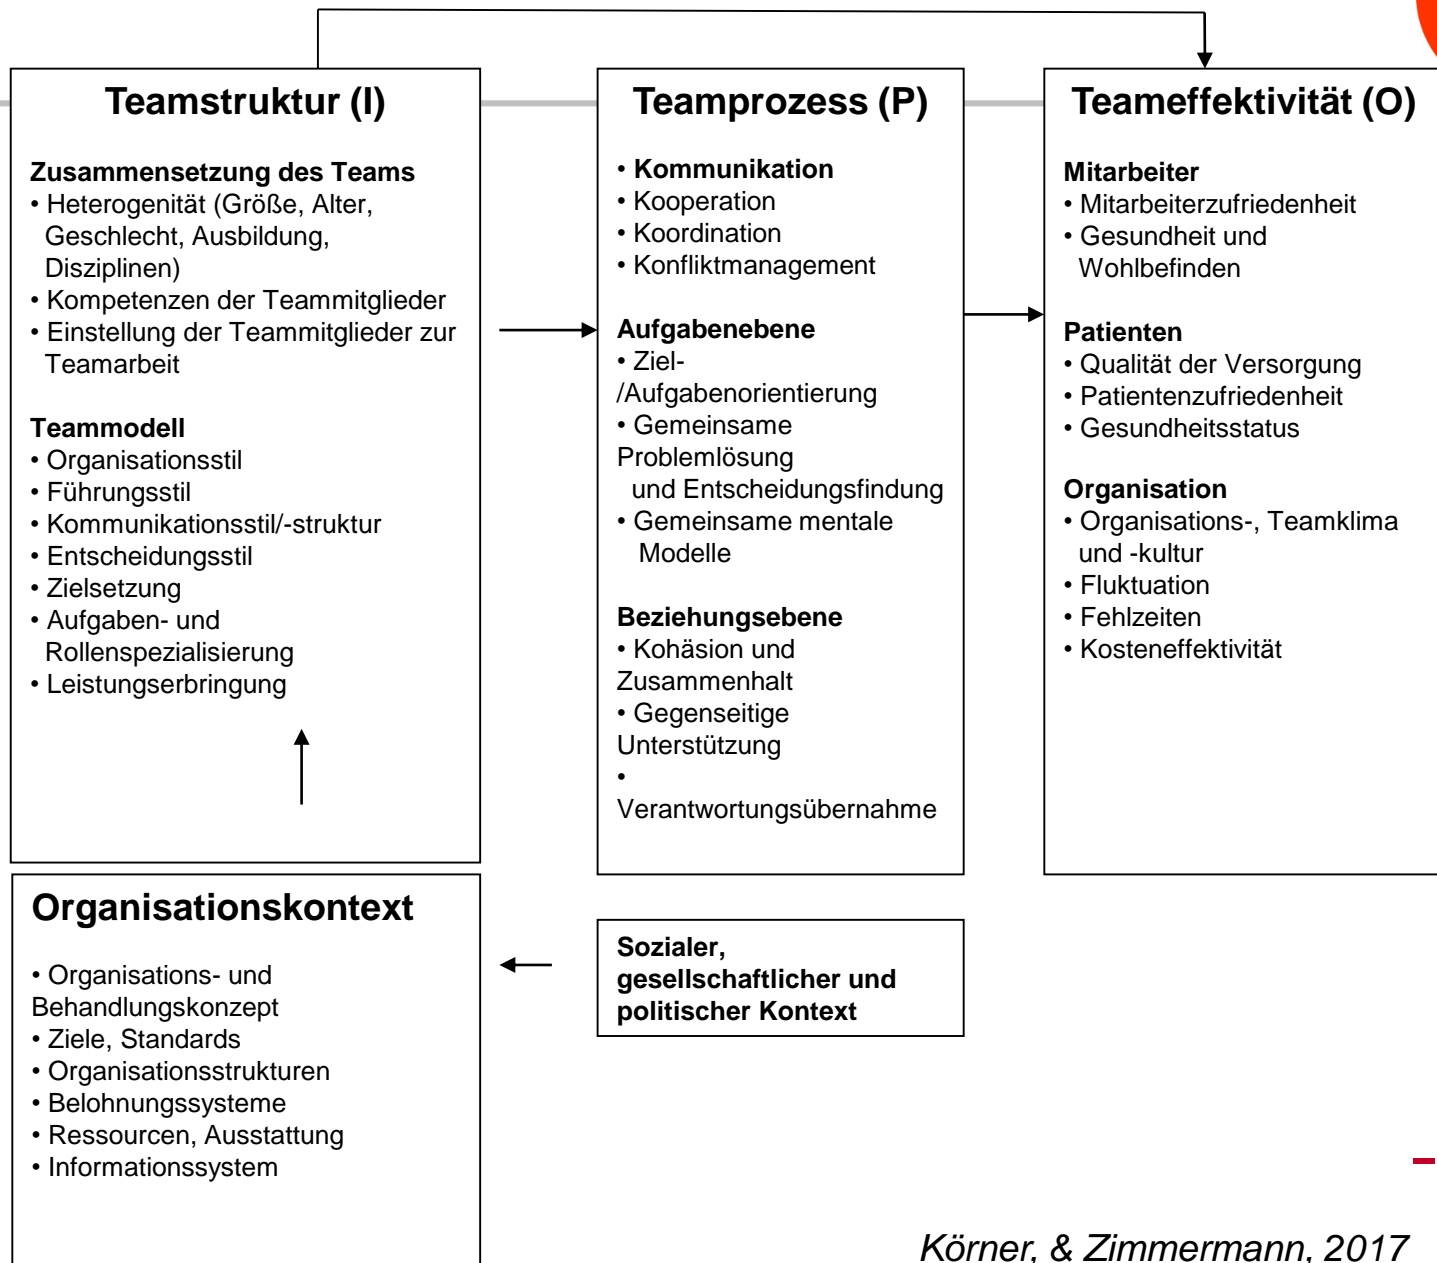 Teamstruktur (I)
Zusammensetzung des Teams
• Heterogenität (Größe, Alter,
Geschlecht, Ausbildung,
Disziplinen)
• Kompetenzen der Teammitglieder
• Einstellung der Teammitglieder zur
Teamarbeit
Teammodell
• Organisationsstil
• Führungsstil
• Kommunikationsstil/-struktur
• Entscheidungsstil
• Zielsetzung
• Aufgaben- und
Rollenspezialisierung
• Leistungserbringung
Teamprozess (P)
• Kommunikation
• Kooperation
• Koordination
• Konfliktmanagement
Aufgabenebene
• Ziel-
/Aufgabenorientierung
• Gemeinsame
Problemlösung
und Entscheidungsfindung
• Gemeinsame mentale
Modelle
Beziehungsebene
• Kohäsion und
Zusammenhalt
• Gegenseitige
Unterstützung
•
Verantwortungsübernahme
Teameffektivität (O)
Mitarbeiter
• Mitarbeiterzufriedenheit
• Gesundheit und
Wohlbefinden
Patienten
• Qualität der Versorgung
• Patientenzufriedenheit
• Gesundheitsstatus
Organisation
• Organisations-, Teamklima
und -kultur
• Fluktuation
• Fehlzeiten
• Kosteneffektivität
Organisationskontext
• Organisations- und
Behandlungskonzept
• Ziele, Standards
• Organisationsstrukturen
• Belohnungssysteme
• Ressourcen, Ausstattung
• Informationssystem
Sozialer,
gesellschaftlicher und
politischer Kontext
Körner, & Zimmermann, 2017